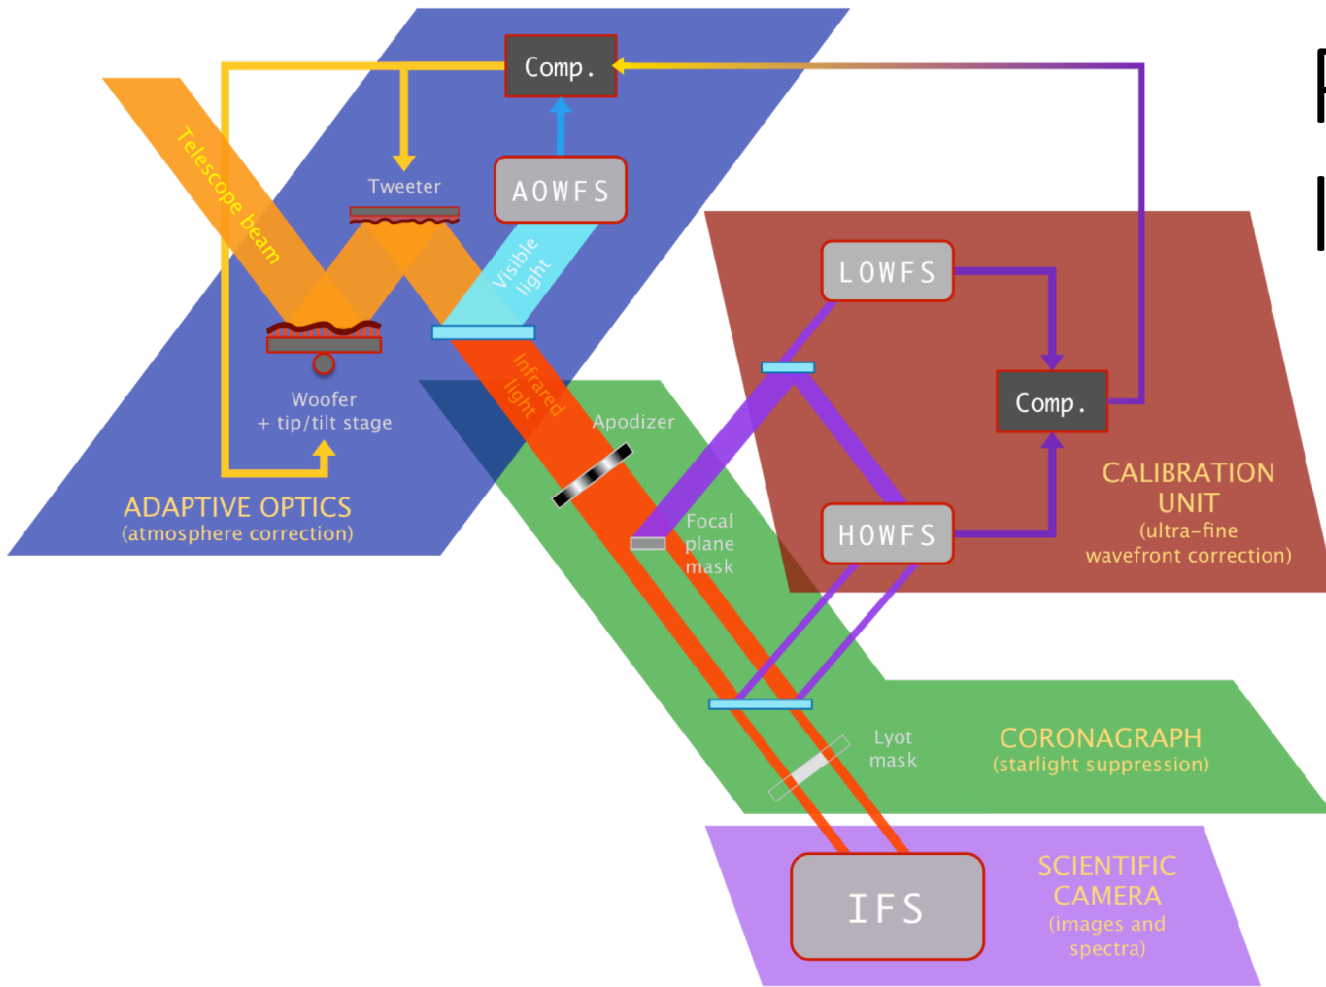 Comp.
Telescope beam
Tweeter
AOWFS
Visible
light
LOWFS
Infrared
light
Woofer
+ tip/tilt stage
Apodizer
Comp.
ADAPTIVE OPTICS
(atmosphere correction)
CALIBRATION
UNIT
(ultra-fine
wavefront correction)
Focal
plane
mask
HOWFS
Lyot
mask
CORONAGRAPH
(starlight suppression)
SCIENTIFIC
CAMERA
(images and
spectra)
IFS